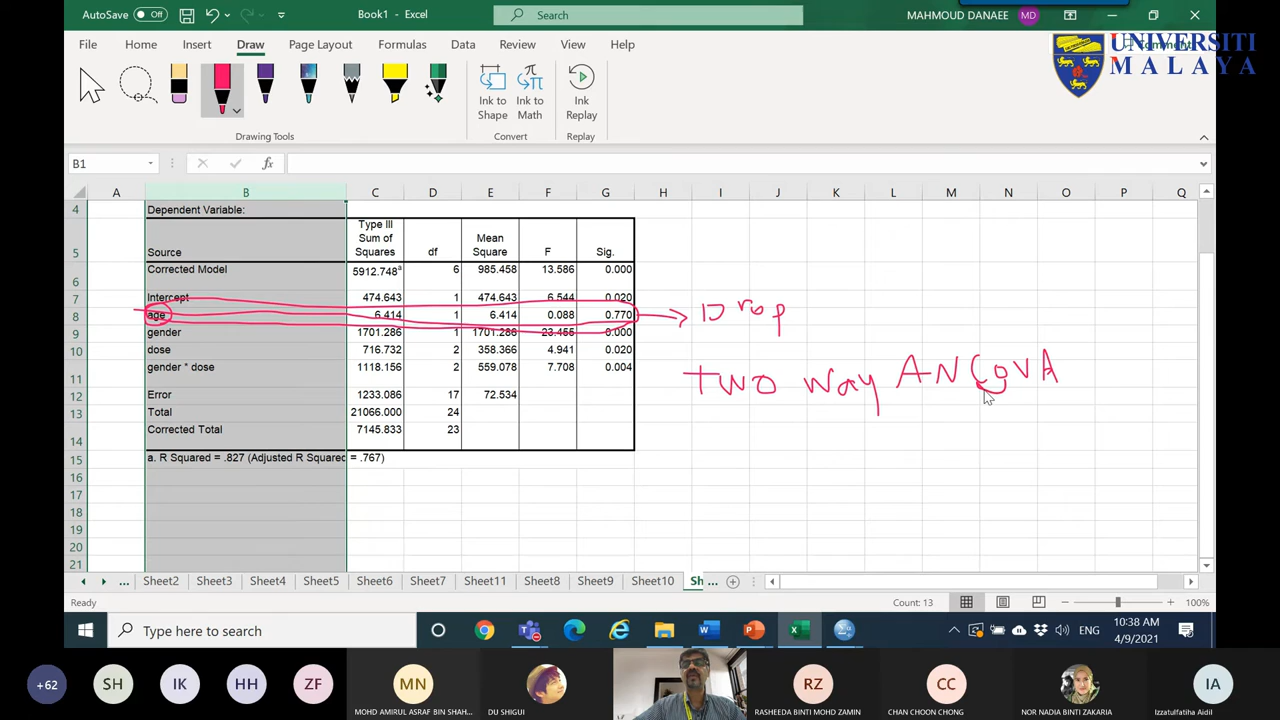 AutoSave Off Book1 - Excel Search MAHMOUD DANAEE MD
File Home Insert Draw Page Layout Formulas Data Review View Help
UNIVERSITI
MALAYA
Ink to Shape
Ink to Math
Ink Replay
Drawing Tools Convert Replay
B1 fx
A B C D E F G H I J K L M N O P Q
4 Dependent Variable:
5 Source Type III Sum of Squares df Mean Square F Sig.
6 Corrected Model 5912.748a 6 985.458 13.586 0.000
7 Intercept 474.643 1 474.643 6.544 0.020
8 age 6.414 1 6.414 0.088 0.770 Drop
9 gender 1701.286 1 1701.286 23.455 0.000
10 dose 716.732 2 358.366 4.941 0.020
11 gender * dose 1118.156 2 559.078 7.708 0.004
TWO Way ANCOVA
12 Error 1233.086 17 72.534
13 Total 21066.000 24
14 Corrected Total 7145.833 23
15 a. R Squared = .827 (Adjusted R Squared = .767)
16
17
18
19
20
21
... Sheet2 Sheet3 Sheet4 Sheet5 Sheet6 Sheet7 Sheet11 Sheet8 Sheet9 Sheet10 Sh ...
Ready Count: 13 100%
Type here to search ENG 10:38 AM
4/9/2021
+62 SH IK HH ZF MN RZ CC IA
MOHD AMIRUL ASRAF BIN SHAH... DU SHIGUI RASHEEDA BINTI MOHD ZAMIN CHAN CHOON CHONG NOR NADIA BINTI ZAKARIA Izzatulfatiha Aidil